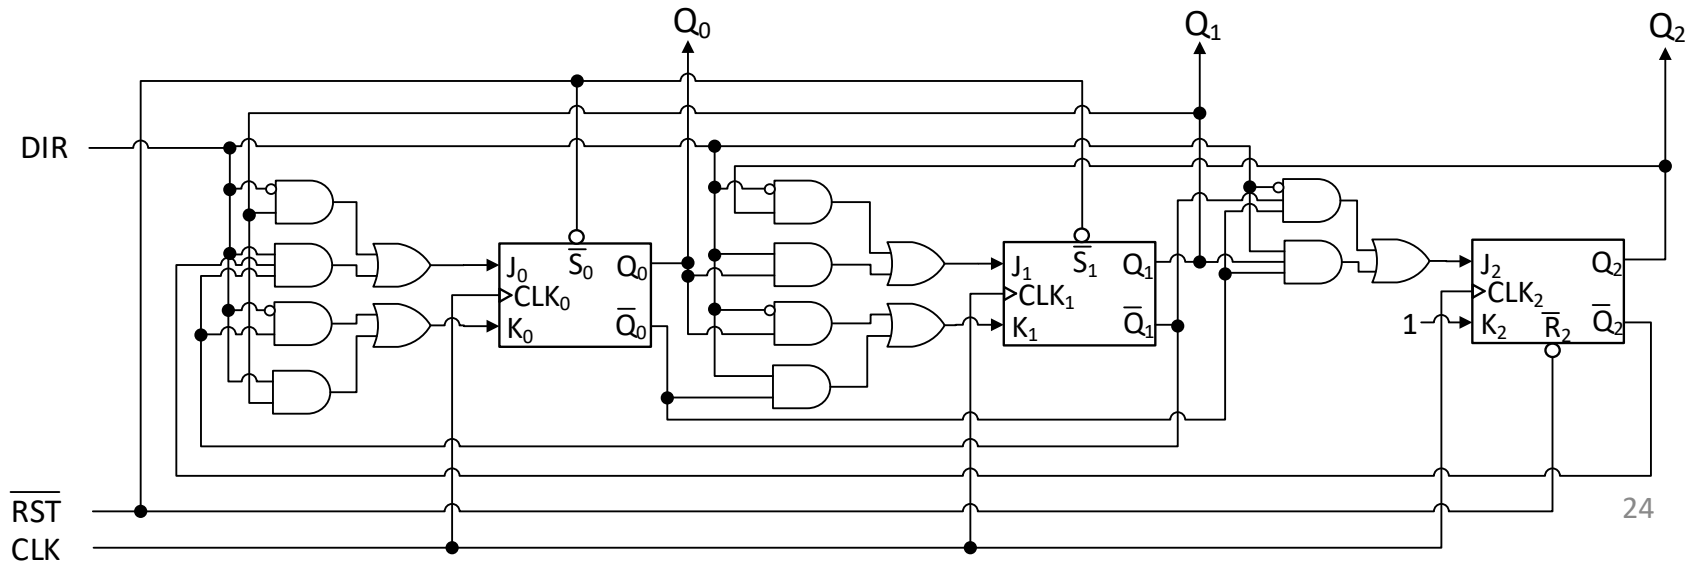 Q₀ Q₁ Q₂
DIR
J₀ S̅₀ Q₀ J₁ S̅₁ Q₁ J₂ Q₂
CLK₀ CLK₁ CLK₂
K₀ Q̅₀ K₁ Q̅₁ 1 K₂ R̅₂ Q̅₂
R̅S̅T̅ 24
CLK